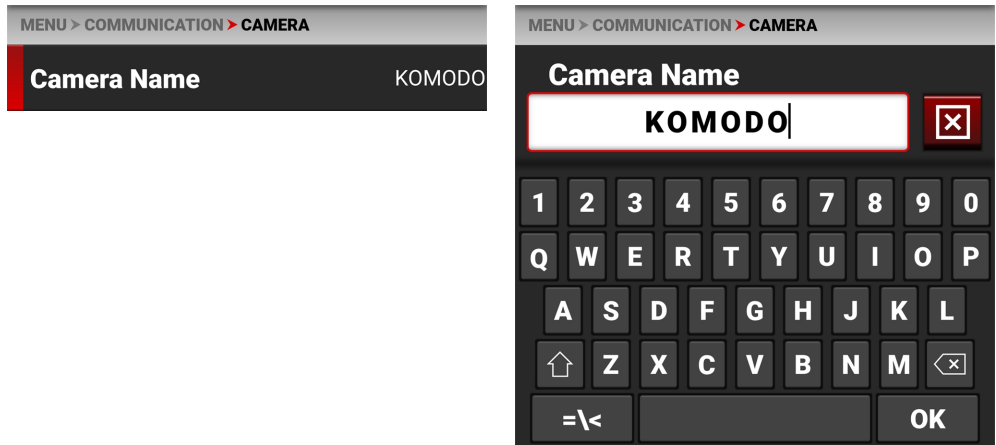 MENU > COMMUNICATION > CAMERA
Camera Name KOMODO
MENU > COMMUNICATION > CAMERA
Camera Name
KOMODO
1 2 3 4 5 6 7 8 9 0
Q W E R T Y U I O P
A S D F G H J K L
Z X C V B N M
=\< OK